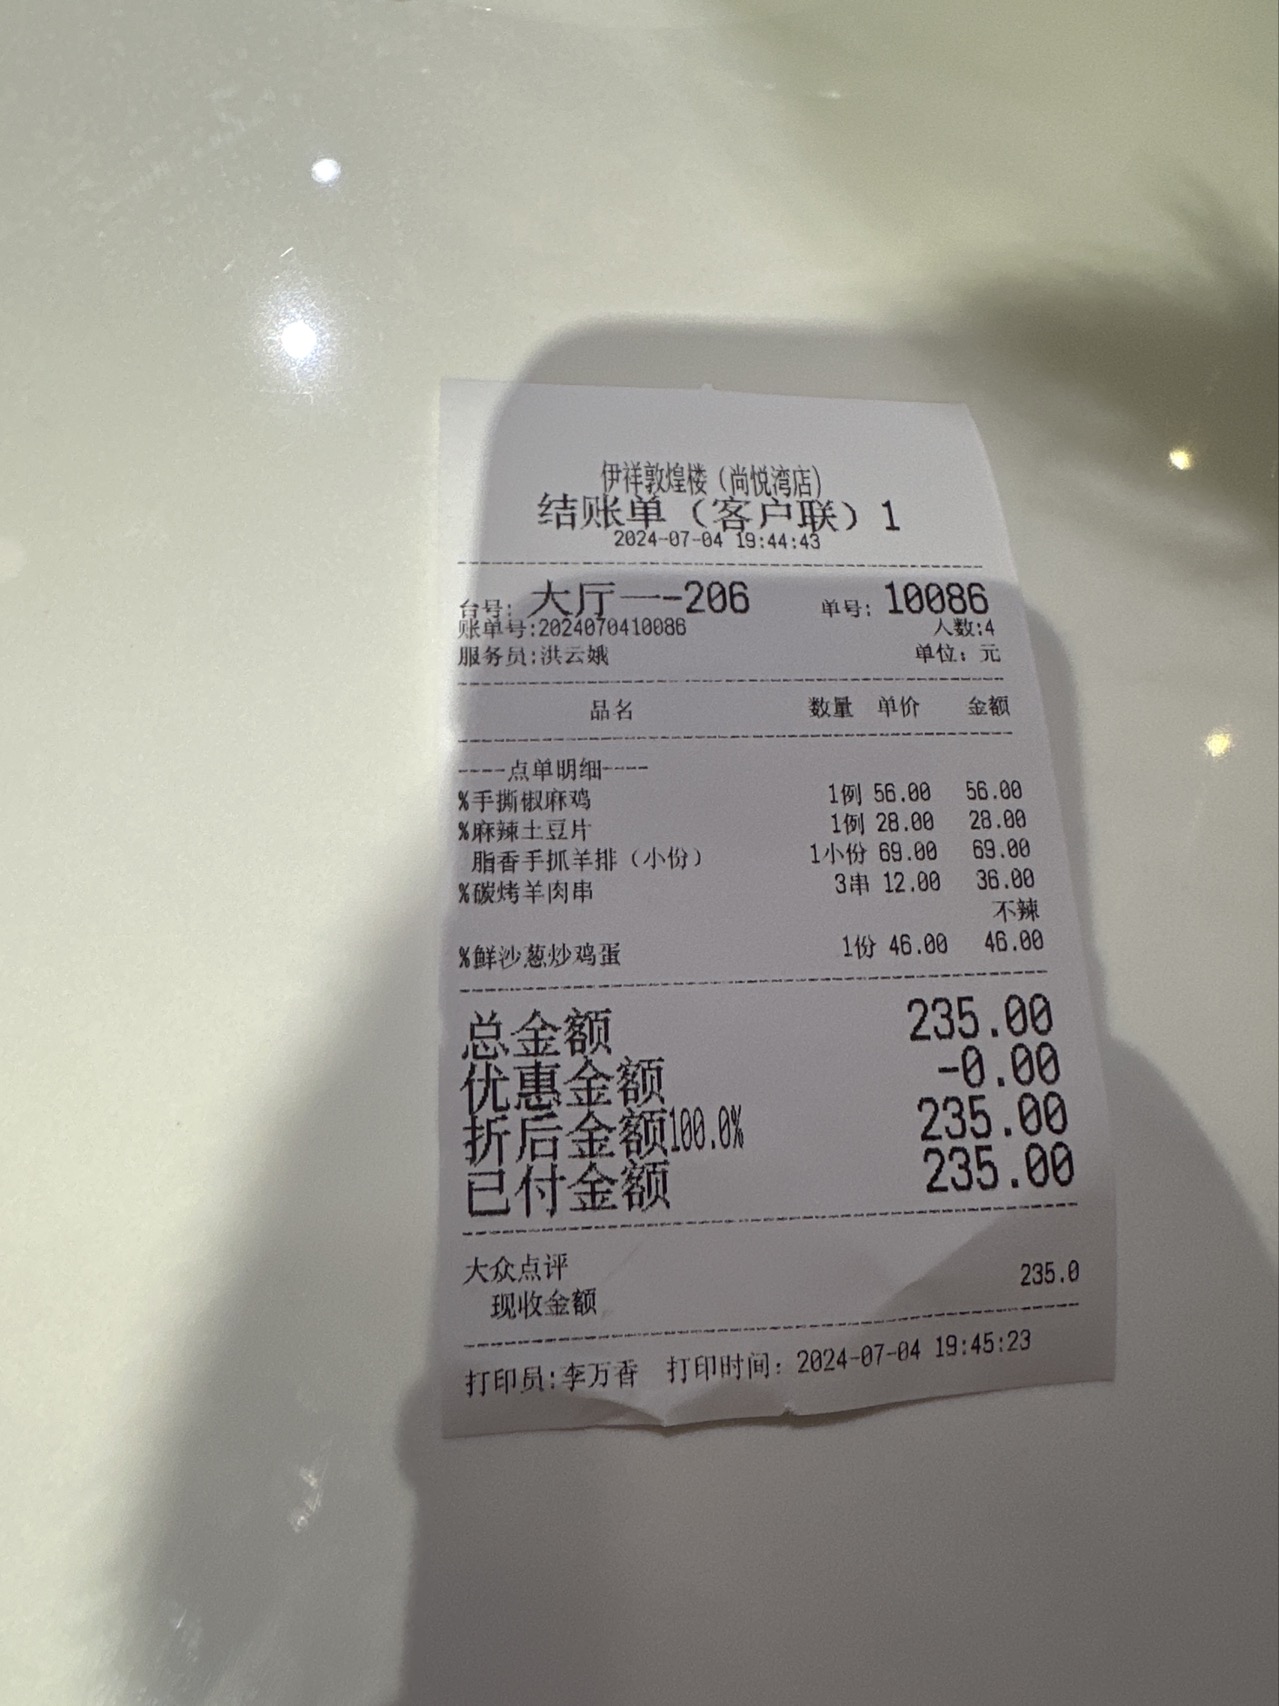 伊祥敦煌楼（尚悦湾店）
结账单（客户联）1
2024-07-04 19:44:43
台号: 大厅一-206 单号: 10086
账单号:2024070410086 人数:4
服务员:洪云娥 单位: 元
品名 数量 单价 金额
----点单明细----
%手撕椒麻鸡 1例 56.00 56.00
%麻辣土豆片 1例 28.00 28.00
脂香手抓羊排（小份） 1小份 69.00 69.00
%碳烤羊肉串 3串 12.00 36.00
不辣
%鲜沙葱炒鸡蛋 1份 46.00 46.00
总金额 235.00
优惠金额 -0.00
折后金额100.0% 235.00
已付金额 235.00
大众点评 235.0
现收金额
打印员:李万香 打印时间: 2024-07-04 19:45:23